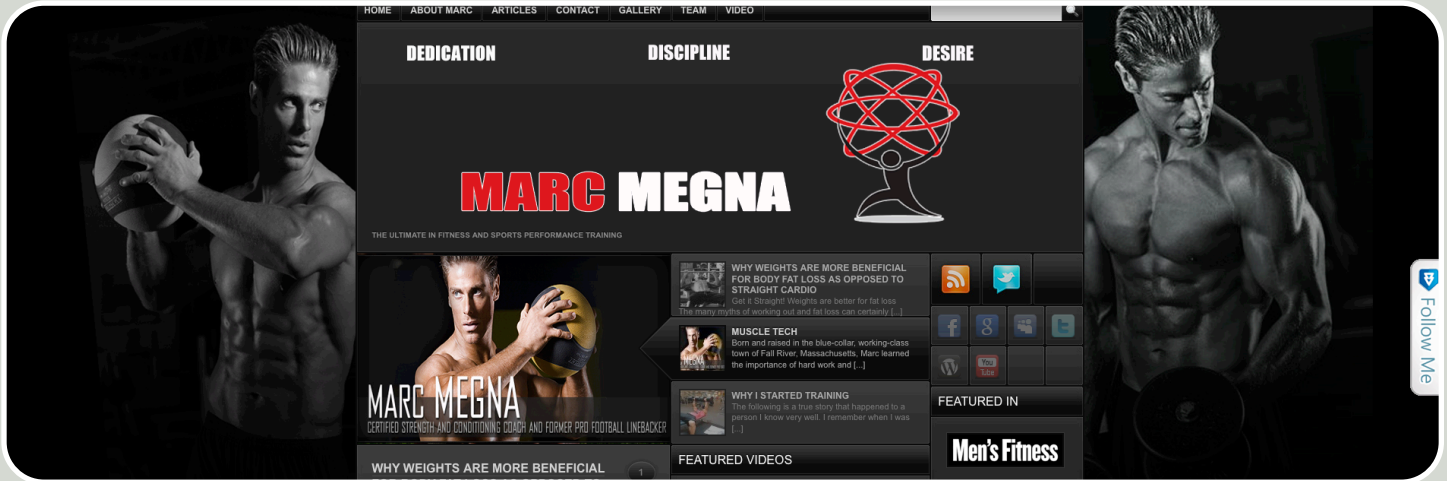 HOME ABOUT MARC ARTICLES CONTACT GALLERY TEAM VIDEO
DEDICATION DISCIPLINE DESIRE
MARC MEGNA
THE ULTIMATE IN FITNESS AND SPORTS PERFORMANCE TRAINING
MARC MEGNA
CERTIFIED STRENGTH AND CONDITIONING COACH AND FORMER PRO FOOTBALL LINEBACKER
WHY WEIGHTS ARE MORE BENEFICIAL
1
WHY WEIGHTS ARE MORE BENEFICIAL
FOR BODY FAT LOSS AS OPPOSED TO
STRAIGHT CARDIO
Get it Straight! Weights are better for fat loss
The many myths of working out and fat loss can certainly [...]
MUSCLE TECH
Born and raised in the blue-collar, working-class
town of Fall River, Massachusetts, Marc learned
the importance of hard work and [...]
WHY I STARTED TRAINING
The following is a true story that happened to a
person I know very well. I remember when I was
[...]
FEATURED VIDEOS
You
Tube
FEATURED IN
Men's Fitness
Follow Me